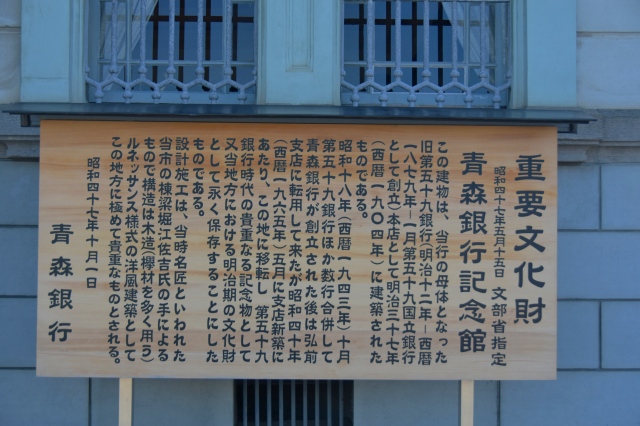 重要文化財
昭和四十七年五月十五日 文部省指定
青森銀行記念館
この建物は、当行の母体となった
旧第五十九銀行(明治十二年－西暦
一八七九年－一月第五十九国立銀行
として創立)本店として明治三十七年
(西暦一九〇四年)に建築された
ものである。
昭和十八年(西暦一九四三年)十月
第五十九銀行ほか数行合併して
青森銀行が創立された後は弘前
支店に転用して来たが昭和四十年
(西暦一九六五年)五月に支店新築に
あたり、この地に移転し 第五十九
銀行時代の貴重なる記念物として
又当地方における明治期の文化財
として永く保存することにした
ものである。
設計施工は、当時名匠といわれた
当市の棟梁堀江佐吉氏の手による
もので構造は木造(欅材を多く用う)
ルネッサンス様式の洋風建築として
この地方に極めて貴重なものとされる。
昭和四十七年十月一日
青森銀行